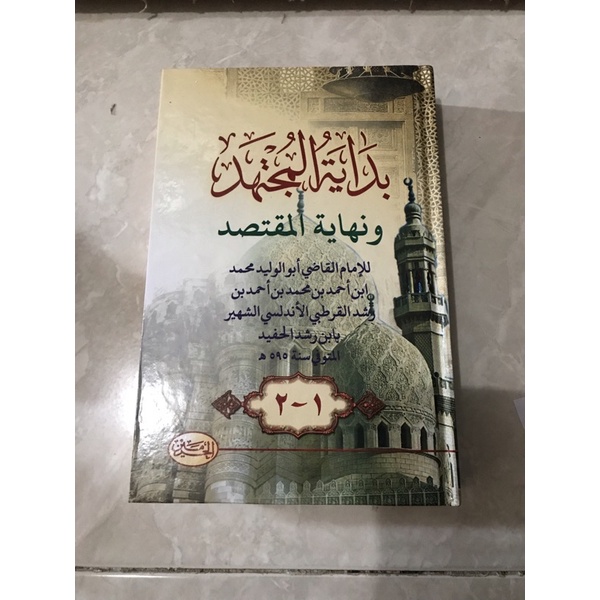 بداية المجتهد
ونهاية المقتصد
للإمام القاضي أبو الوليد محمد
ابن أحمد بن محمد بن أحمد بن
رشد القرطبي الأندلسي الشهير
بابن رشد الحفيد
المتوفى سنة ٥٩٥ هـ
١-٢
الحرمين